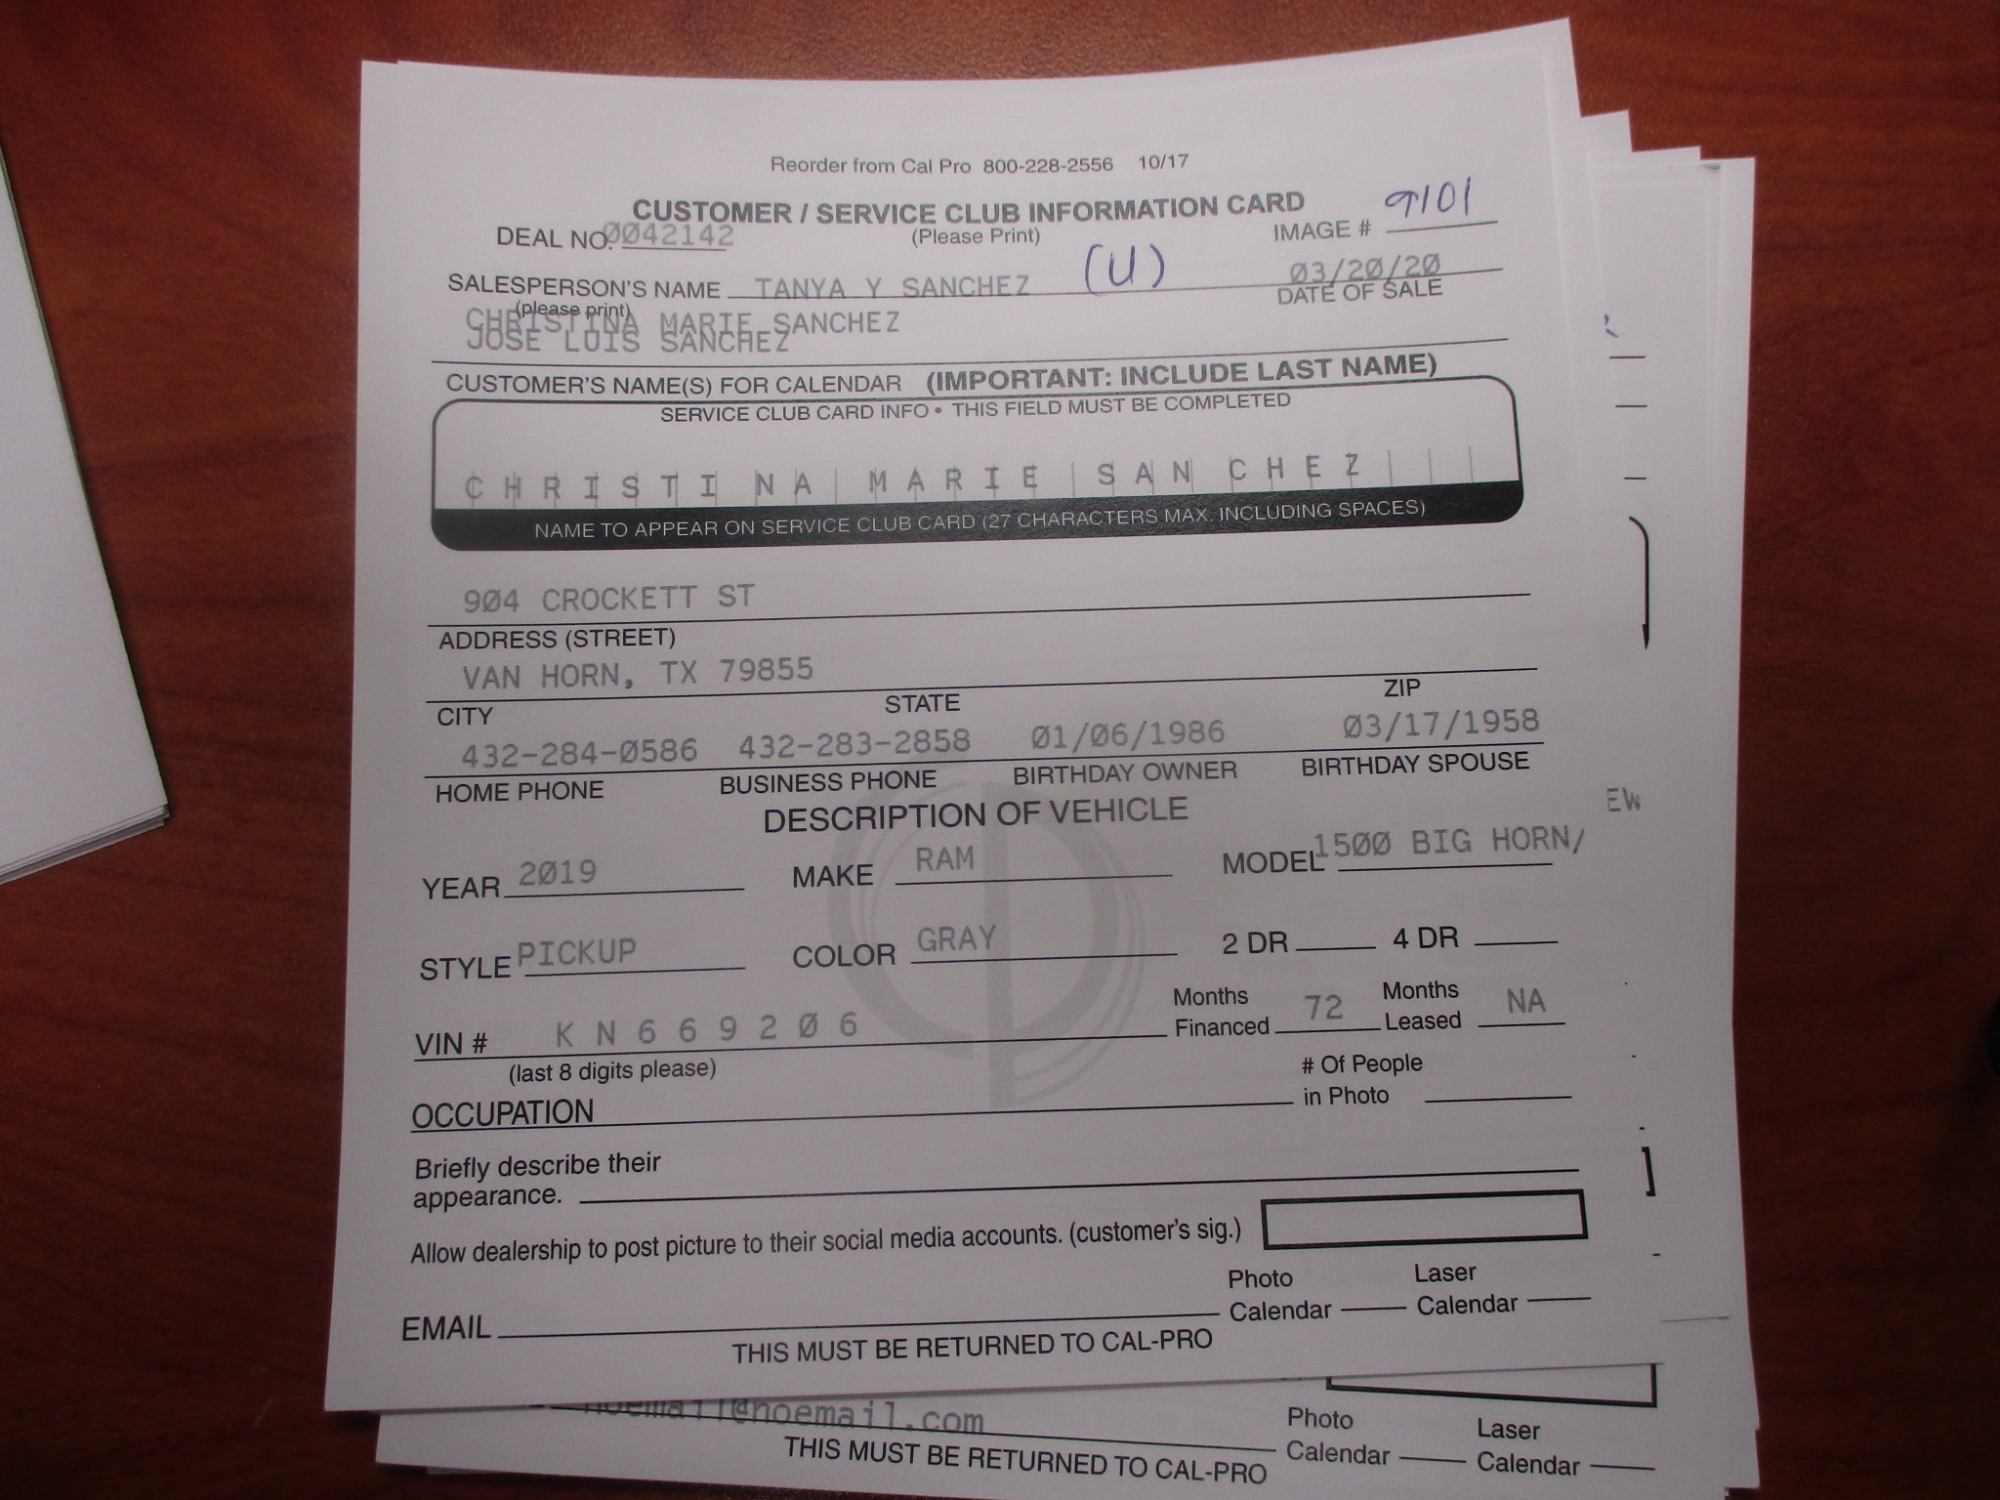 Reorder from Cal Pro 800-228-2556 10/17
CUSTOMER / SERVICE CLUB INFORMATION CARD
DEAL NO. 0042142 (Please Print) IMAGE # 9101
SALESPERSON'S NAME TANYA Y SANCHEZ (U) 03/20/20
(please print) DATE OF SALE
CHRISTINA MARIE SANCHEZ
JOSE LUIS SANCHEZ
CUSTOMER'S NAME(S) FOR CALENDAR (IMPORTANT: INCLUDE LAST NAME)
SERVICE CLUB CARD INFO • THIS FIELD MUST BE COMPLETED
CHRISTINA MARIE SANCHEZ
NAME TO APPEAR ON SERVICE CLUB CARD (27 CHARACTERS MAX. INCLUDING SPACES)
904 CROCKETT ST
ADDRESS (STREET)
VAN HORN, TX 79855
CITY STATE ZIP
432-284-0586 432-283-2858 01/06/1986 03/17/1958
HOME PHONE BUSINESS PHONE BIRTHDAY OWNER BIRTHDAY SPOUSE
DESCRIPTION OF VEHICLE
EW
YEAR 2019 MAKE RAM MODEL 1500 BIG HORN/
STYLE PICKUP COLOR GRAY 2 DR 4 DR
Months Financed 72 Months Leased NA
VIN # KN669206
(last 8 digits please)
# Of People in Photo
OCCUPATION
Briefly describe their
appearance.
Allow dealership to post picture to their social media accounts. (customer's sig.)
Photo Laser
EMAIL Calendar Calendar
THIS MUST BE RETURNED TO CAL-PRO
noemail@noemail.com
Photo Laser
Calendar Calendar
THIS MUST BE RETURNED TO CAL-PRO